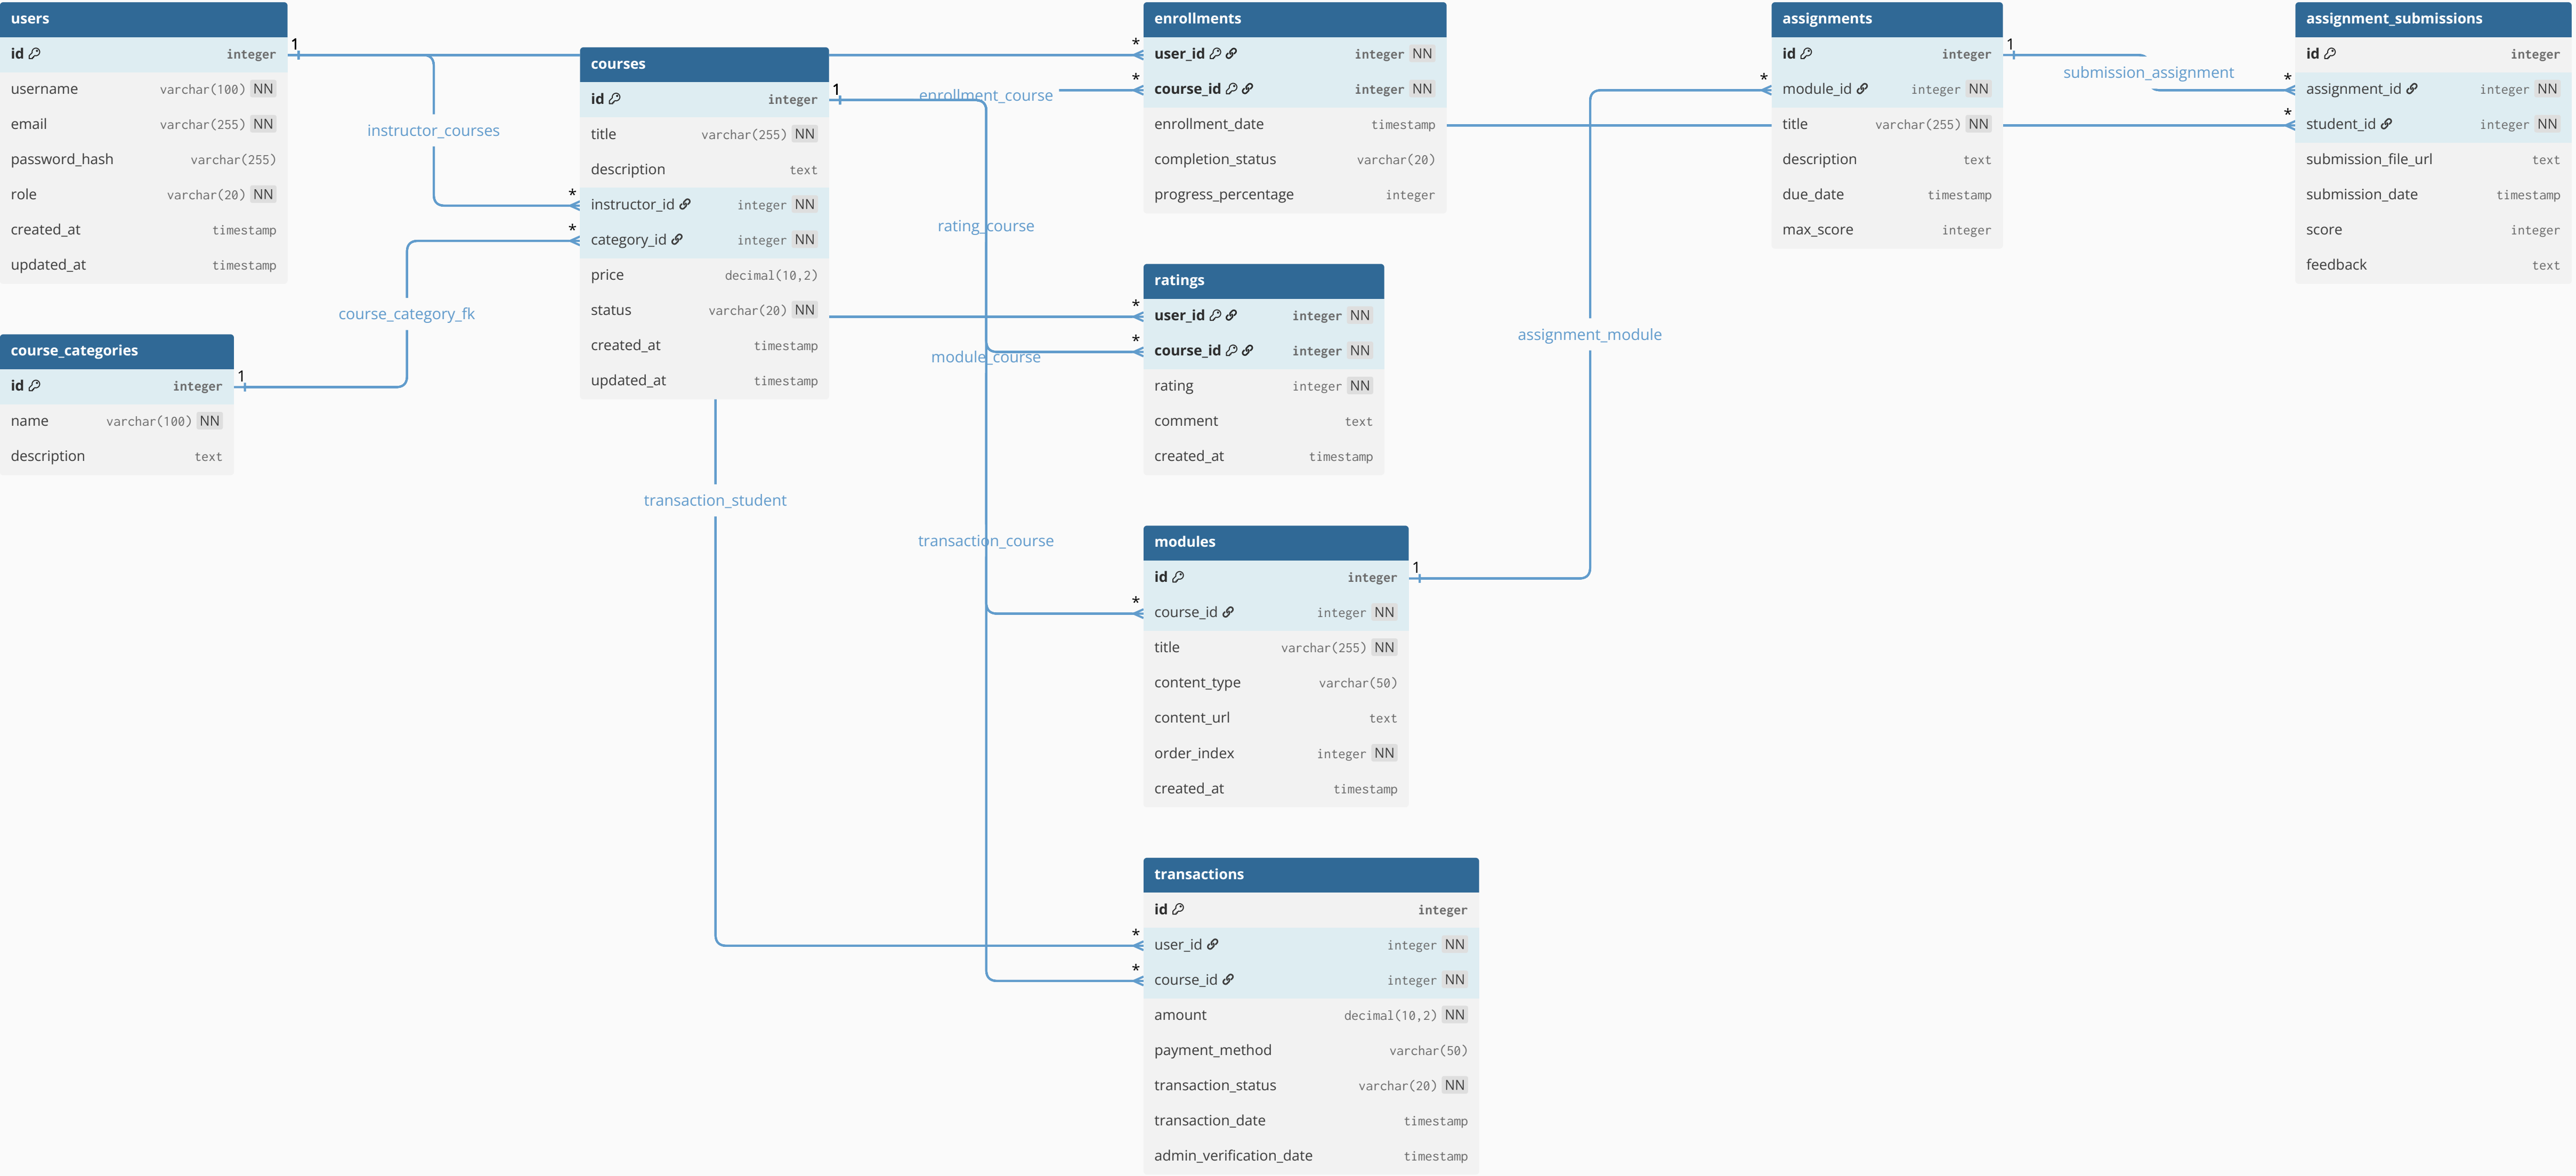 users
id integer
username varchar(100) NN
email varchar(255) NN
password_hash varchar(255)
role varchar(20) NN
created_at timestamp
updated_at timestamp
1
instructor_courses
course_categories
id integer
name varchar(100) NN
description text
1
course_category_fk
courses
id integer
title varchar(255) NN
description text
instructor_id integer NN
category_id integer NN
price decimal(10,2)
status varchar(20) NN
created_at timestamp
updated_at timestamp
*
*
1
transaction_student
enrollment_course
rating_course
module_course
transaction_course
enrollments
user_id integer NN
course_id integer NN
enrollment_date timestamp
completion_status varchar(20)
progress_percentage integer
*
*
ratings
user_id integer NN
course_id integer NN
rating integer NN
comment text
created_at timestamp
*
*
modules
id integer
course_id integer NN
title varchar(255) NN
content_type varchar(50)
content_url text
order_index integer NN
created_at timestamp
*
1
transactions
id integer
user_id integer NN
course_id integer NN
amount decimal(10,2) NN
payment_method varchar(50)
transaction_status varchar(20) NN
transaction_date timestamp
admin_verification_date timestamp
*
*
assignment_module
assignments
id integer
module_id integer NN
title varchar(255) NN
description text
due_date timestamp
max_score integer
*
1
submission_assignment
assignment_submissions
id integer
assignment_id integer NN
student_id integer NN
submission_file_url text
submission_date timestamp
score integer
feedback text
*
*